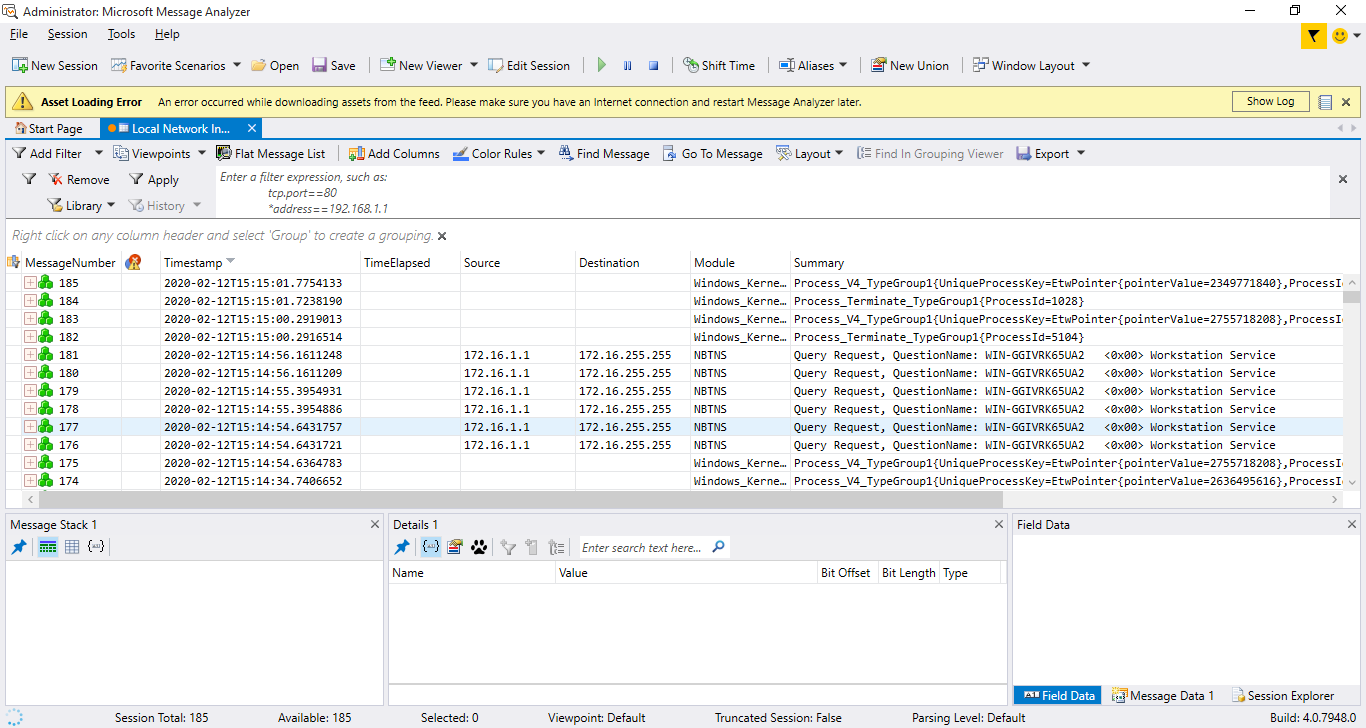 Administrator: Microsoft Message Analyzer
File Session Tools Help
New Session Favorite Scenarios Open Save New Viewer Edit Session Shift Time Aliases New Union Window Layout
Asset Loading Error An error occurred while downloading assets from the feed. Please make sure you have an Internet connection and restart Message Analyzer later. Show Log
Start Page Local Network In...
Add Filter Viewpoints Flat Message List Add Columns Color Rules Find Message Go To Message Layout Find In Grouping Viewer Export
Remove Apply Enter a filter expression, such as:
tcp.port==80
Library History *address==192.168.1.1
Right click on any column header and select 'Group' to create a grouping.
MessageNumber Timestamp TimeElapsed Source Destination Module Summary
185 2020-02-12T15:15:01.7754133 Windows_Kerne... Process_V4_TypeGroup1{UniqueProcessKey=EtwPointer{pointerValue=2349771840},ProcessId
184 2020-02-12T15:15:01.7238190 Windows_Kerne... Process_Terminate_TypeGroup1{ProcessId=1028}
183 2020-02-12T15:15:00.2919013 Windows_Kerne... Process_V4_TypeGroup1{UniqueProcessKey=EtwPointer{pointerValue=2755718208},ProcessId
182 2020-02-12T15:15:00.2916514 Windows_Kerne... Process_Terminate_TypeGroup1{ProcessId=5104}
181 2020-02-12T15:14:56.1611248 172.16.1.1 172.16.255.255 NBTNS Query Request, QuestionName: WIN-GGIVRK65UA2 <0x00> Workstation Service
180 2020-02-12T15:14:56.1611209 172.16.1.1 172.16.255.255 NBTNS Query Request, QuestionName: WIN-GGIVRK65UA2 <0x00> Workstation Service
179 2020-02-12T15:14:55.3954931 172.16.1.1 172.16.255.255 NBTNS Query Request, QuestionName: WIN-GGIVRK65UA2 <0x00> Workstation Service
178 2020-02-12T15:14:55.3954886 172.16.1.1 172.16.255.255 NBTNS Query Request, QuestionName: WIN-GGIVRK65UA2 <0x00> Workstation Service
177 2020-02-12T15:14:54.6431757 172.16.1.1 172.16.255.255 NBTNS Query Request, QuestionName: WIN-GGIVRK65UA2 <0x00> Workstation Service
176 2020-02-12T15:14:54.6431721 172.16.1.1 172.16.255.255 NBTNS Query Request, QuestionName: WIN-GGIVRK65UA2 <0x00> Workstation Service
175 2020-02-12T15:14:54.6364783 Windows_Kerne... Process_V4_TypeGroup1{UniqueProcessKey=EtwPointer{pointerValue=2755718208},ProcessId
174 2020-02-12T15:14:34.7406652 Windows_Kerne... Process_V4_TypeGroup1{UniqueProcessKey=EtwPointer{pointerValue=2636495616},ProcessId
Message Stack 1 Details 1 Field Data
Enter search text here...
Name Value Bit Offset Bit Length Type
Field Data Message Data 1 Session Explorer
Session Total: 185 Available: 185 Selected: 0 Viewpoint: Default Truncated Session: False Parsing Level: Default Build: 4.0.7948.0